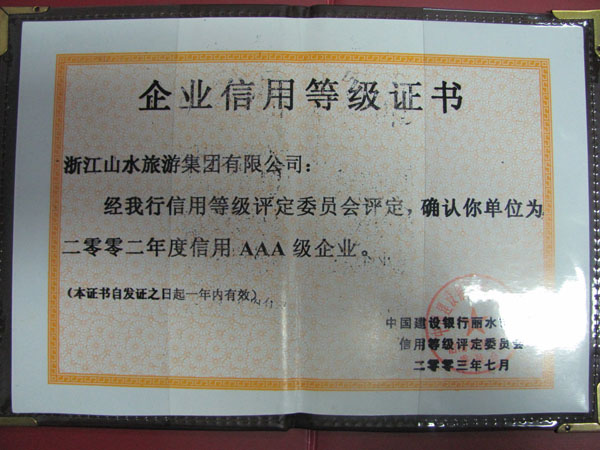 企业信用等级证书
浙江山水旅游集团有限公司：
经我行信用等级评定委员会评定，确认你单位为
二零零二年度信用 AAA 级企业。
（本证书自发证之日起一年内有效）
中国建设银行丽水
信用等级评定委员会
二零零三年七月